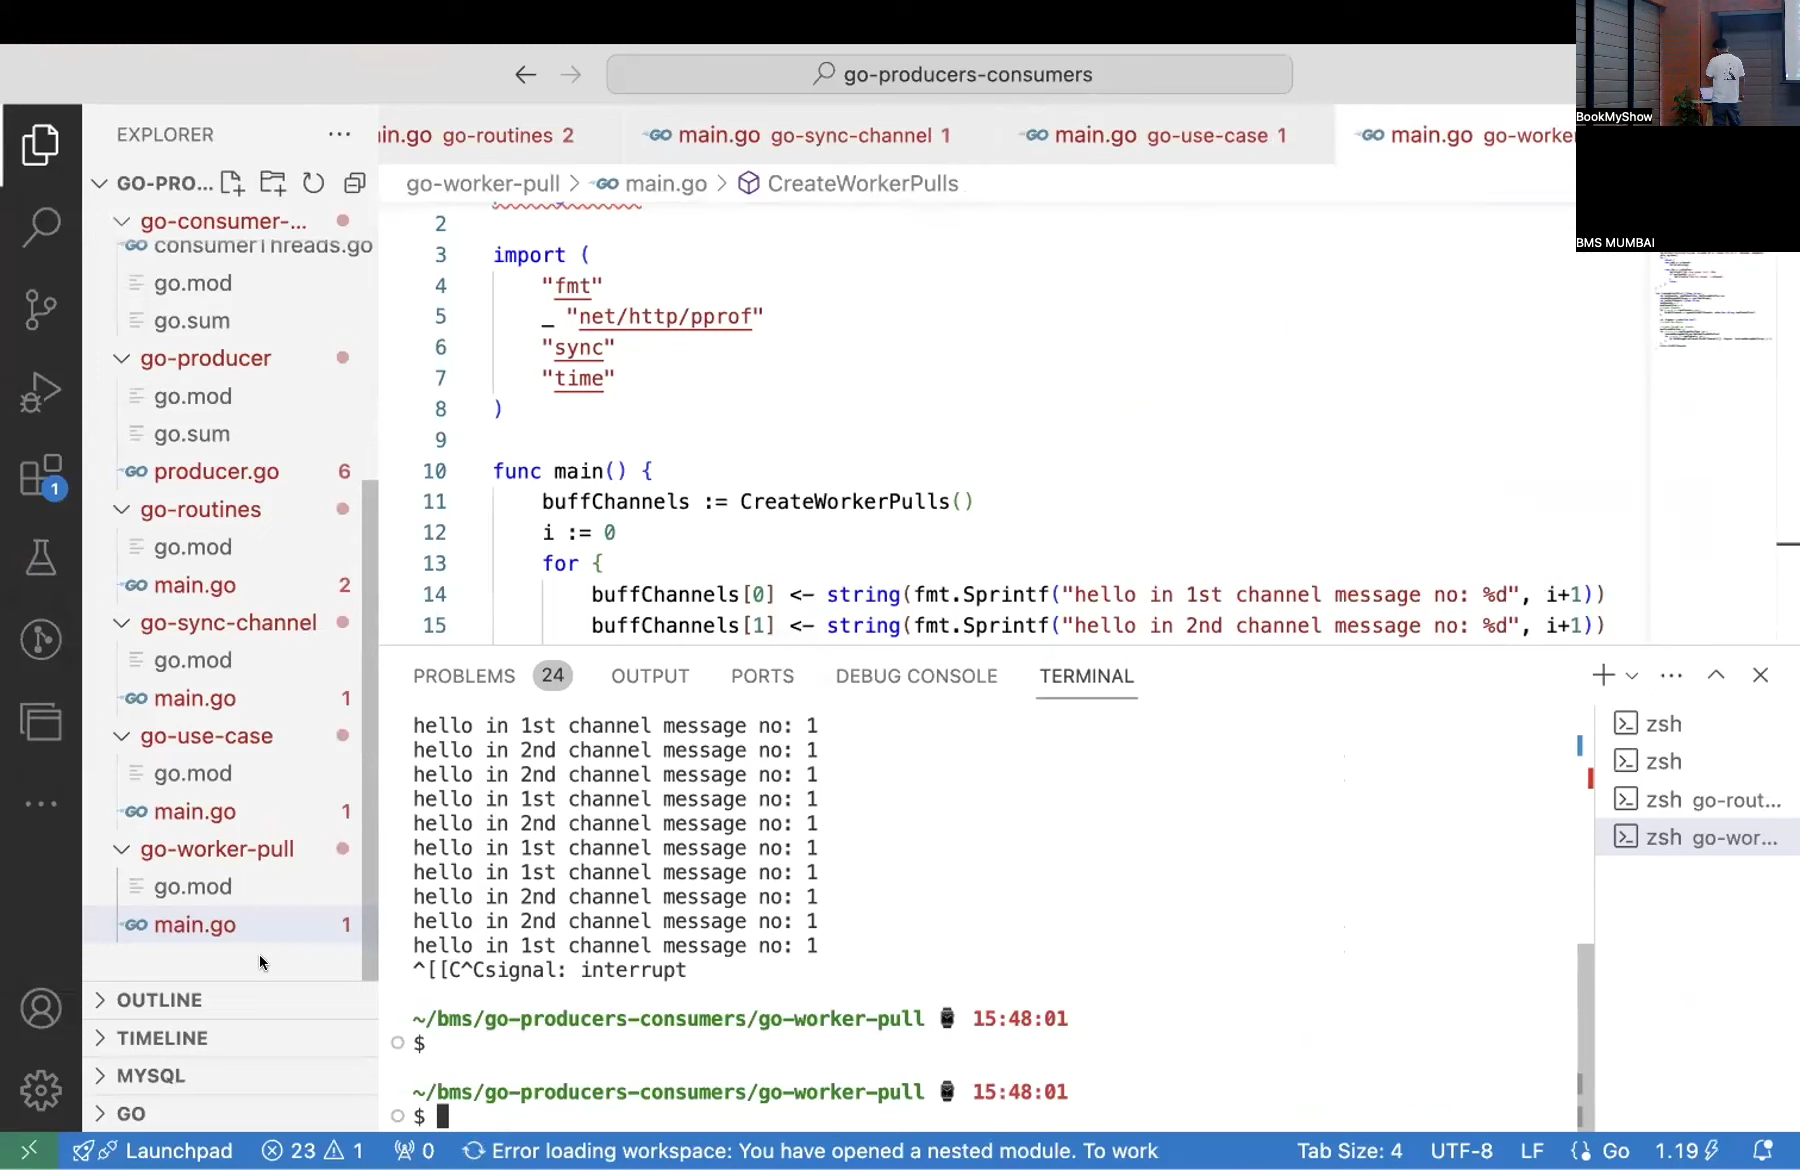 go-producers-consumers
BookMyShow
BMS MUMBAI
EXPLORER
in.go go-routines 2
main.go go-sync-channel 1
main.go go-use-case 1
main.go go-worke
GO-PRO...
go-worker-pull > main.go > CreateWorkerPulls
go-consumer-...
consumerThreads.go
go.mod
go.sum
go-producer
go.mod
go.sum
producer.go 6
go-routines
go.mod
main.go 2
go-sync-channel
go.mod
main.go 1
go-use-case
go.mod
main.go 1
go-worker-pull
go.mod
main.go 1
OUTLINE
TIMELINE
MYSQL
GO
2
3 import (
4 "fmt"
5 _ "net/http/pprof"
6 "sync"
7 "time"
8 )
9
10 func main() {
11 buffChannels := CreateWorkerPulls()
12 i := 0
13 for {
14 buffChannels[0] <- string(fmt.Sprintf("hello in 1st channel message no: %d", i+1))
15 buffChannels[1] <- string(fmt.Sprintf("hello in 2nd channel message no: %d", i+1))
PROBLEMS 24 OUTPUT PORTS DEBUG CONSOLE TERMINAL
hello in 1st channel message no: 1
hello in 2nd channel message no: 1
hello in 2nd channel message no: 1
hello in 1st channel message no: 1
hello in 2nd channel message no: 1
hello in 1st channel message no: 1
hello in 1st channel message no: 1
hello in 2nd channel message no: 1
hello in 2nd channel message no: 1
hello in 1st channel message no: 1
^[[C^Csignal: interrupt
~/bms/go-producers-consumers/go-worker-pull 15:48:01
$
~/bms/go-producers-consumers/go-worker-pull 15:48:01
$
zsh
zsh
zsh go-rout...
zsh go-wor...
1
Launchpad 23 1 0 Error loading workspace: You have opened a nested module. To work Tab Size: 4 UTF-8 LF Go 1.19